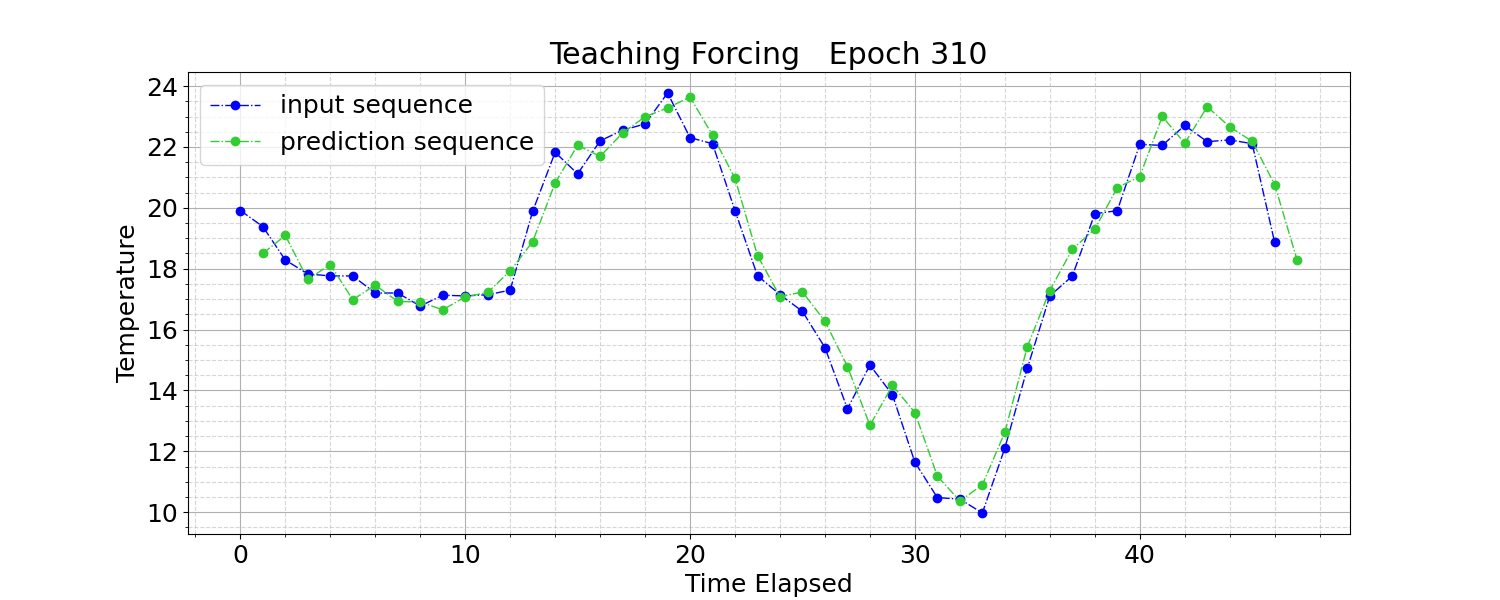 Teaching Forcing   Epoch 310
input sequence
prediction sequence
Temperature
24
22
20
18
16
14
12
10
0 10 20 30 40
Time Elapsed